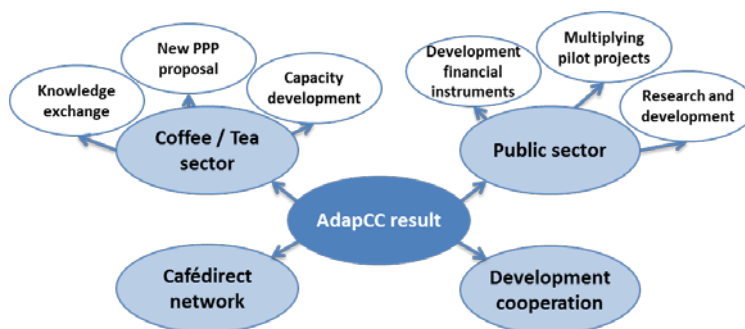 New PPP
proposal
Knowledge
exchange
Capacity
development
Coffee / Tea
sector
Development
financial
instruments
Multiplying
pilot projects
Research and
development
Public sector
AdapCC result
Cafédirect
network
Development
cooperation